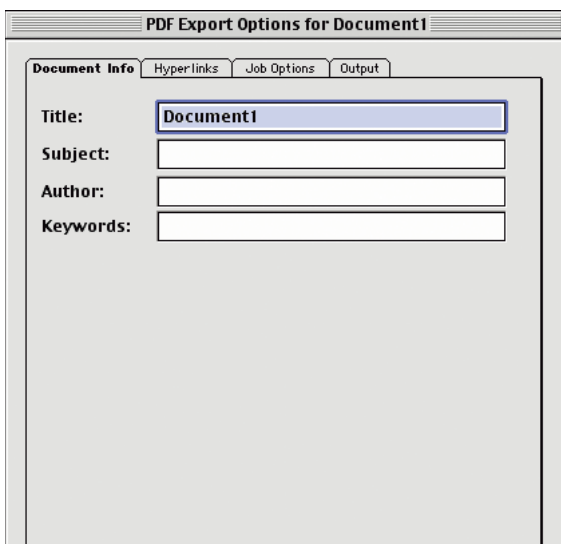 PDF Export Options for Document1
Document Info Hyperlinks Job Options Output
Title: Document1
Subject:
Author:
Keywords: